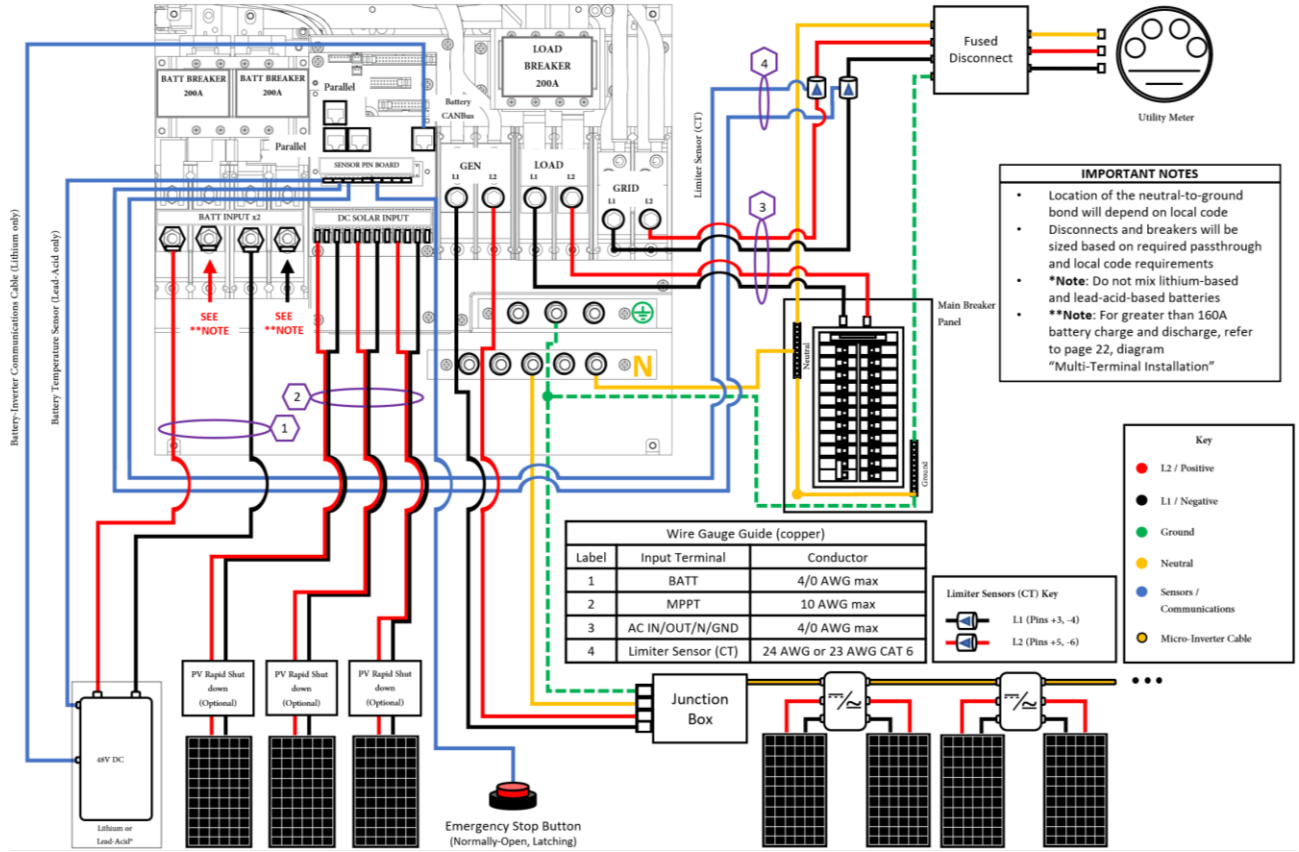 BATT BREAKER
200A
BATT BREAKER
200A
Parallel
Parallel
Battery
CANBus
LOAD
BREAKER
200A
SENSOR PIN BOARD
BATT INPUT x2
DC SOLAR INPUT
GEN
L1
L2
LOAD
L1
L2
GRID
L1
L2
SEE
**NOTE
SEE
**NOTE
N
1
2
3
4
Limiter Sensor (CT)
Battery-Inverter Communications Cable (Lithium only)
Battery Temperature Sensor (Lead-Acid only)
Fused
Disconnect
Utility Meter
IMPORTANT NOTES
• Location of the neutral-to-ground
bond will depend on local code
• Disconnects and breakers will be
sized based on required passthrough
and local code requirements
• *Note: Do not mix lithium-based
and lead-acid-based batteries
• **Note: For greater than 160A
battery charge and discharge, refer
to page 22, diagram
“Multi-Terminal Installation”
Main Breaker
Panel
Neutral
Ground
Key
L2 / Positive
L1 / Negative
Ground
Neutral
Sensors /
Communications
Micro-Inverter Cable
Wire Gauge Guide (copper)
Label Input Terminal Conductor
1 BATT 4/0 AWG max
2 MPPT 10 AWG max
3 AC IN/OUT/N/GND 4/0 AWG max
4 Limiter Sensor (CT) 24 AWG or 23 AWG CAT 6
Limiter Sensors (CT) Key
L1 (Pins +3, -4)
L2 (Pins +5, -6)
PV Rapid Shut
down
(Optional)
PV Rapid Shut
down
(Optional)
PV Rapid Shut
down
(Optional)
Junction
Box
48V DC
Lithium or
Lead-Acid*
Emergency Stop Button
(Normally-Open, Latching)